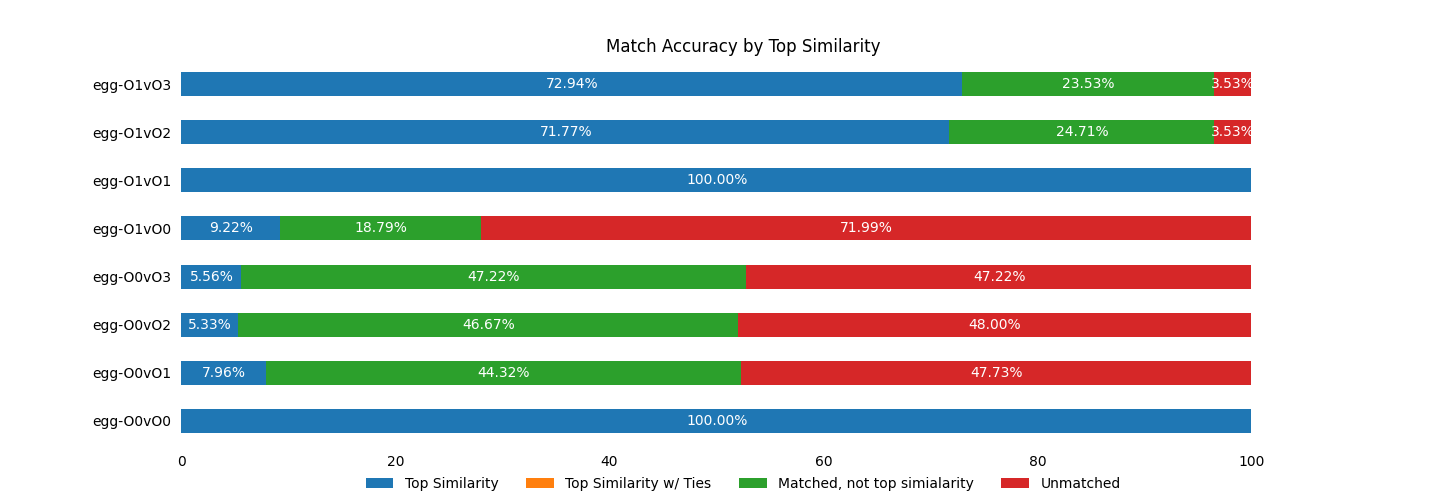 Match Accuracy by Top Similarity
egg-O1vO3 72.94% 23.53% 3.53%
egg-O1vO2 71.77% 24.71% 3.53%
egg-O1vO1 100.00%
egg-O1vO0 9.22% 18.79% 71.99%
egg-O0vO3 5.56% 47.22% 47.22%
egg-O0vO2 5.33% 46.67% 48.00%
egg-O0vO1 7.96% 44.32% 47.73%
egg-O0vO0 100.00%
0 20 40 60 80 100
Top Similarity Top Similarity w/ Ties Matched, not top simialarity Unmatched